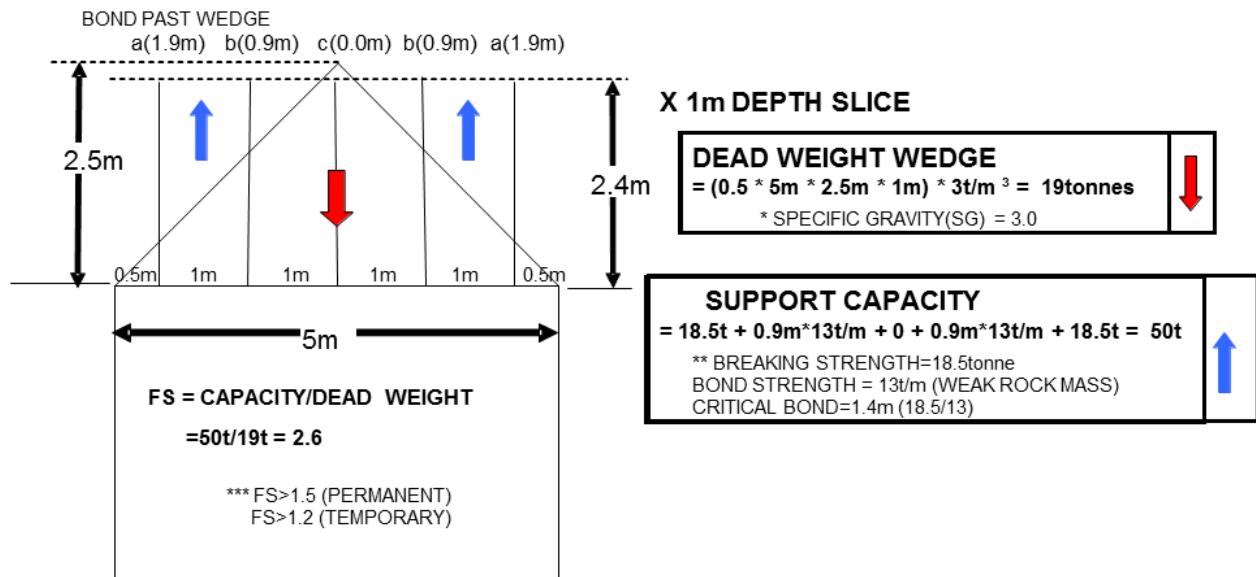 BOND PAST WEDGE
a(1.9m) b(0.9m) c(0.0m) b(0.9m) a(1.9m)
2.5m
2.4m
0.5m 1m 1m 1m 1m 0.5m
5m
FS = CAPACITY/DEAD WEIGHT
=50t/19t = 2.6
*** FS>1.5 (PERMANENT)
FS>1.2 (TEMPORARY)
X 1m DEPTH SLICE
DEAD WEIGHT WEDGE
= (0.5 * 5m * 2.5m * 1m) * 3t/m ³ = 19tonnes
* SPECIFIC GRAVITY(SG) = 3.0
SUPPORT CAPACITY
= 18.5t + 0.9m*13t/m + 0 + 0.9m*13t/m + 18.5t = 50t
** BREAKING STRENGTH=18.5tonne
BOND STRENGTH = 13t/m (WEAK ROCK MASS)
CRITICAL BOND=1.4m (18.5/13)